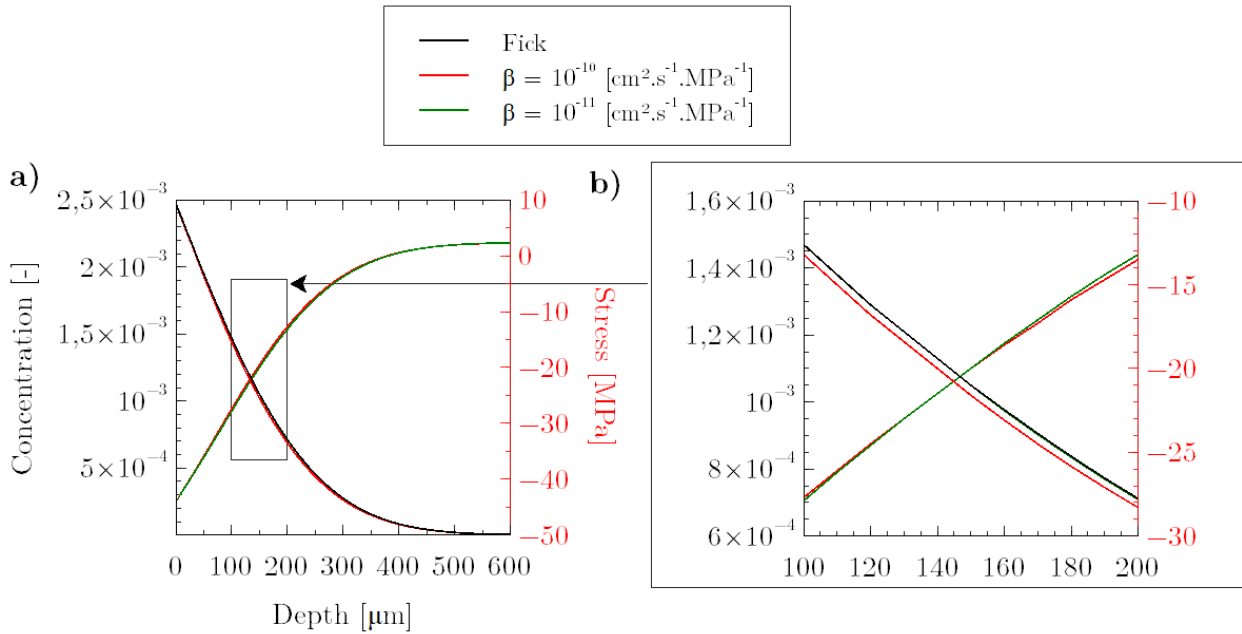 Fick
β = 10⁻¹⁰ [cm².s⁻¹.MPa⁻¹]
β = 10⁻¹¹ [cm².s⁻¹.MPa⁻¹]
a)
2,5×10⁻³
2×10⁻³
1,5×10⁻³
10⁻³
5×10⁻⁴
Concentration [-]
10
0
−10
−20
−30
−40
−50
Stress [MPa]
0 100 200 300 400 500 600
Depth [µm]
b)
1,6×10⁻³
1,4×10⁻³
1,2×10⁻³
10⁻³
8×10⁻⁴
6×10⁻⁴
−10
−15
−20
−25
−30
100 120 140 160 180 200